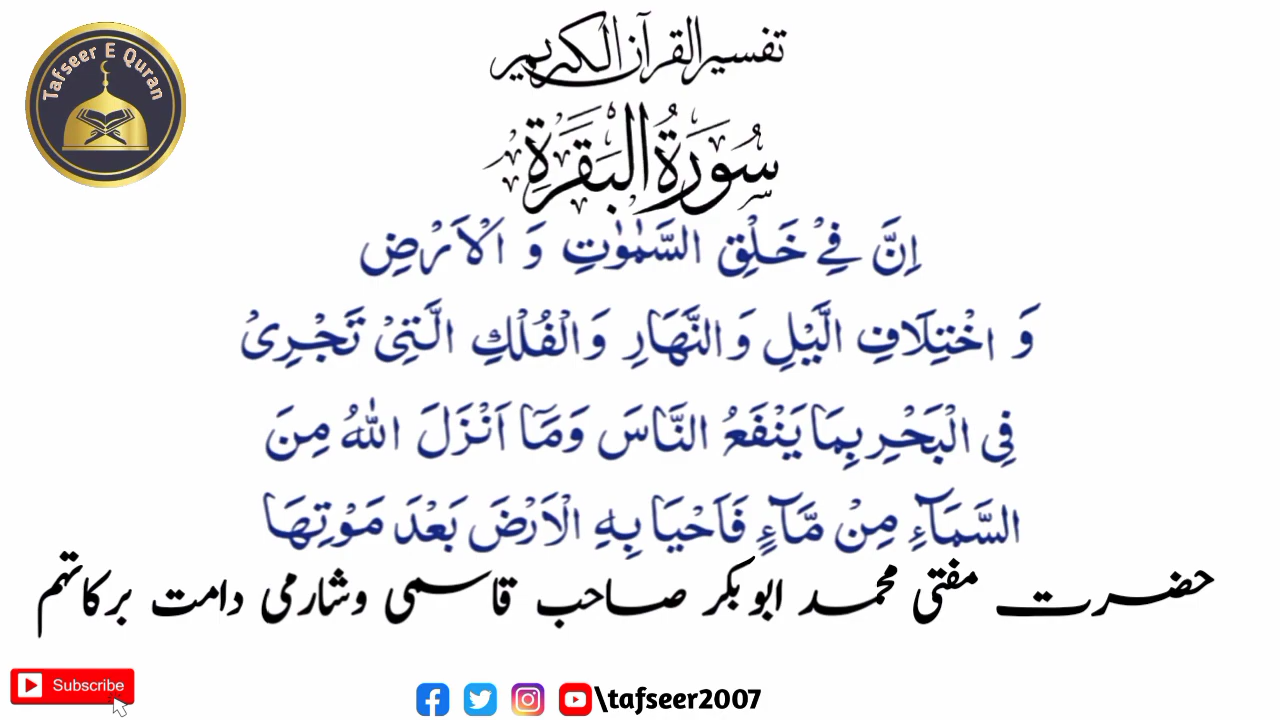 Tafseer E Quran
تفسیر القرآن الکریم
سُورَةُ الْبَقَرَةِ
اِنَّ فِیْ خَلْقِ السَّمٰوٰتِ وَ الْاَرْضِ
وَ اخْتِلَافِ الَّیْلِ وَ النَّهَارِ وَالْفُلْكِ الَّتِیْ تَجْرِیْ
فِی الْبَحْرِ بِمَا یَنْفَعُ النَّاسَ وَمَاۤ اَنْزَلَ اللّٰهُ مِنَ
السَّمَآءِ مِنْ مَّآءٍ فَاَحْیَا بِهِ الْاَرْضَ بَعْدَ مَوْتِهَا
حضرت مفتی محمد ابوبکر صاحب قاسمی وشارمی دامت برکاتہم
Subscribe
\tafseer2007